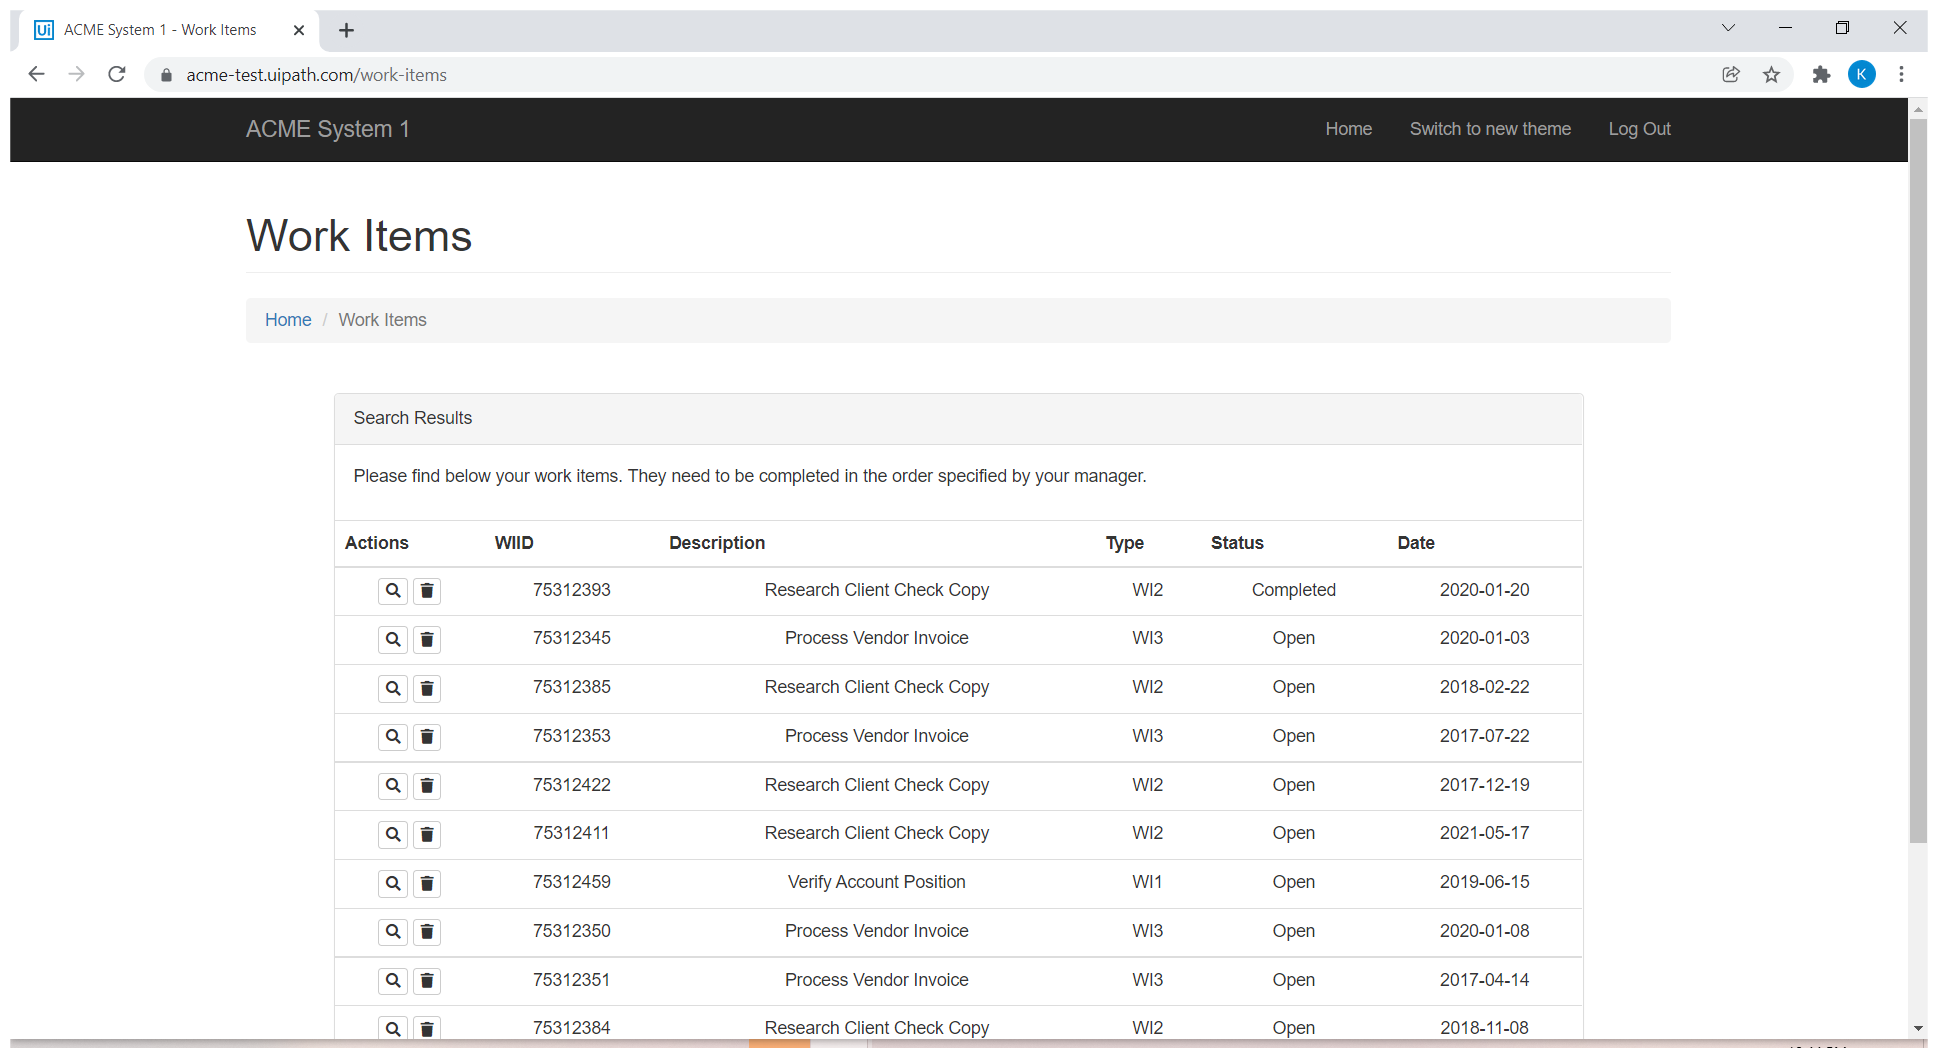 Ui ACME System 1 - Work Items
acme-test.uipath.com/work-items
K
ACME System 1 Home Switch to new theme Log Out
Work Items
Home / Work Items
Search Results
Please find below your work items. They need to be completed in the order specified by your manager.
Actions WIID Description Type Status Date
75312393 Research Client Check Copy WI2 Completed 2020-01-20
75312345 Process Vendor Invoice WI3 Open 2020-01-03
75312385 Research Client Check Copy WI2 Open 2018-02-22
75312353 Process Vendor Invoice WI3 Open 2017-07-22
75312422 Research Client Check Copy WI2 Open 2017-12-19
75312411 Research Client Check Copy WI2 Open 2021-05-17
75312459 Verify Account Position WI1 Open 2019-06-15
75312350 Process Vendor Invoice WI3 Open 2020-01-08
75312351 Process Vendor Invoice WI3 Open 2017-04-14
75312384 Research Client Check Copy WI2 Open 2018-11-08